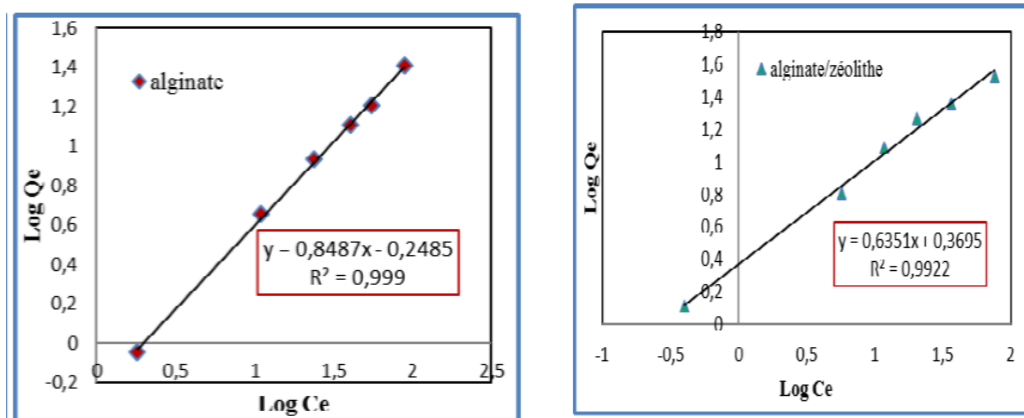 1,6
1,4
1,2
1
0,8
0,6
0,4
0,2
0
-0,2
Log Qe
alginate
y = 0,8487x - 0,2485
R² = 0,999
0 0,5 1 1,5 2 2,5
Log Ce
1,8
1,6
1,4
1,2
1
0,8
0,6
0,4
0,2
0
Log Qe
alginate/zéolithe
y = 0,6351x + 0,3695
R² = 0,9922
-1 -0,5 0 0,5 1 1,5 2
Log Ce